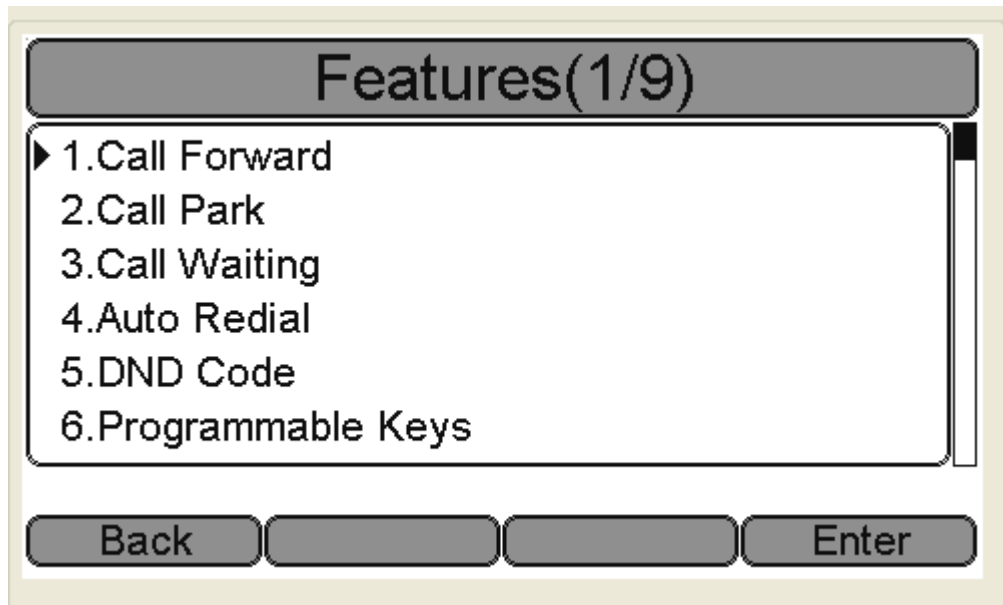 Features(1/9)
1.Call Forward
2.Call Park
3.Call Waiting
4.Auto Redial
5.DND Code
6.Programmable Keys
Back Enter